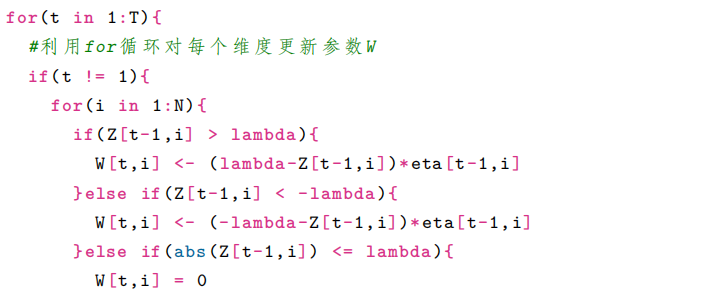 for(t in 1:T){
#利用for循环对每个维度更新参数W
if(t != 1){
for(i in 1:N){
if(Z[t-1,i] > lambda){
W[t,i] <- (lambda-Z[t-1,i])*eta[t-1,i]
}else if(Z[t-1,i] < -lambda){
W[t,i] <- (-lambda-Z[t-1,i])*eta[t-1,i]
}else if(abs(Z[t-1,i]) <= lambda){
W[t,i] = 0